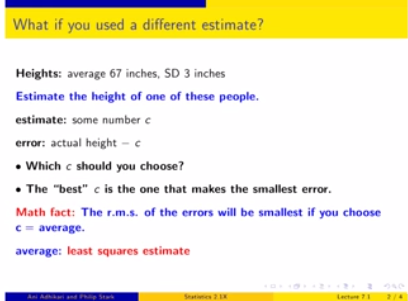 What if you used a different estimate?
Heights: average 67 inches, SD 3 inches
Estimate the height of one of these people.
estimate: some number c
error: actual height − c
• Which c should you choose?
• The "best" c is the one that makes the smallest error.
Math fact: The r.m.s. of the errors will be smallest if you choose
c = average.
average: least squares estimate
Ani Adhikari and Philip Stark Statistics 2.1X Lecture 7.1 2 / 4